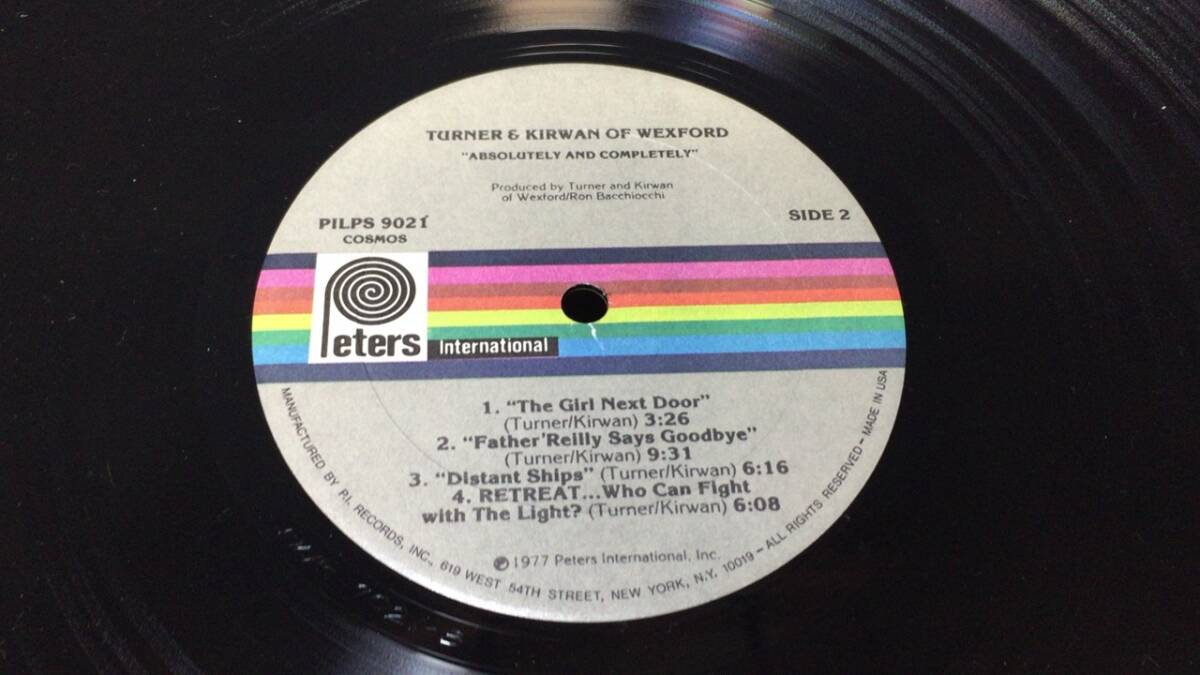 TURNER & KIRWAN OF WEXFORD
"ABSOLUTELY AND COMPLETELY"
Produced by Turner and Kirwan
of Wexford/Ron Bacchiocchi
PILPS 9021
COSMOS
SIDE 2
Peters
International
1. "The Girl Next Door"
(Turner/Kirwan) 3:26
2. "Father'Reilly Says Goodbye"
(Turner/Kirwan) 9:31
3. "Distant Ships" (Turner/Kirwan) 6:16
4. RETREAT...Who Can Fight
with The Light? (Turner/Kirwan) 6:08
℗1977 Peters International, Inc.
MANUFACTURED BY P.I. RECORDS, INC., 619 WEST 54TH STREET, NEW YORK, N.Y. 10019 – ALL RIGHTS RESERVED – MADE IN USA